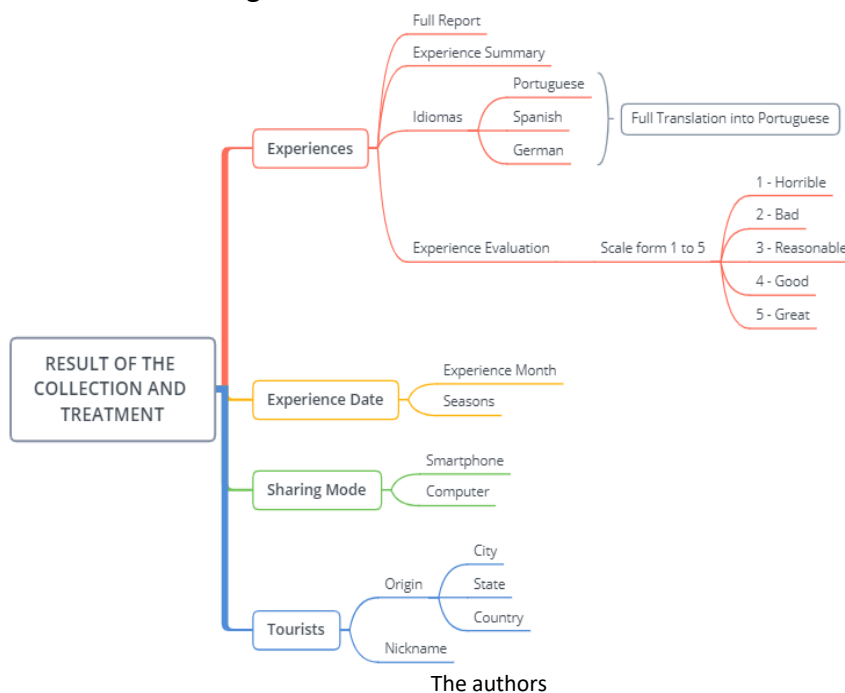 Full Report
Experience Summary
Idiomas
Portuguese
Spanish
German
Full Translation into Portuguese
Experiences
Experience Evaluation
Scale form 1 to 5
1 - Horrible
2 - Bad
3 - Reasonable
4 - Good
5 - Great
RESULT OF THE
COLLECTION AND
TREATMENT
Experience Date
Experience Month
Seasons
Sharing Mode
Smartphone
Computer
Tourists
Origin
City
State
Country
Nickname
The authors